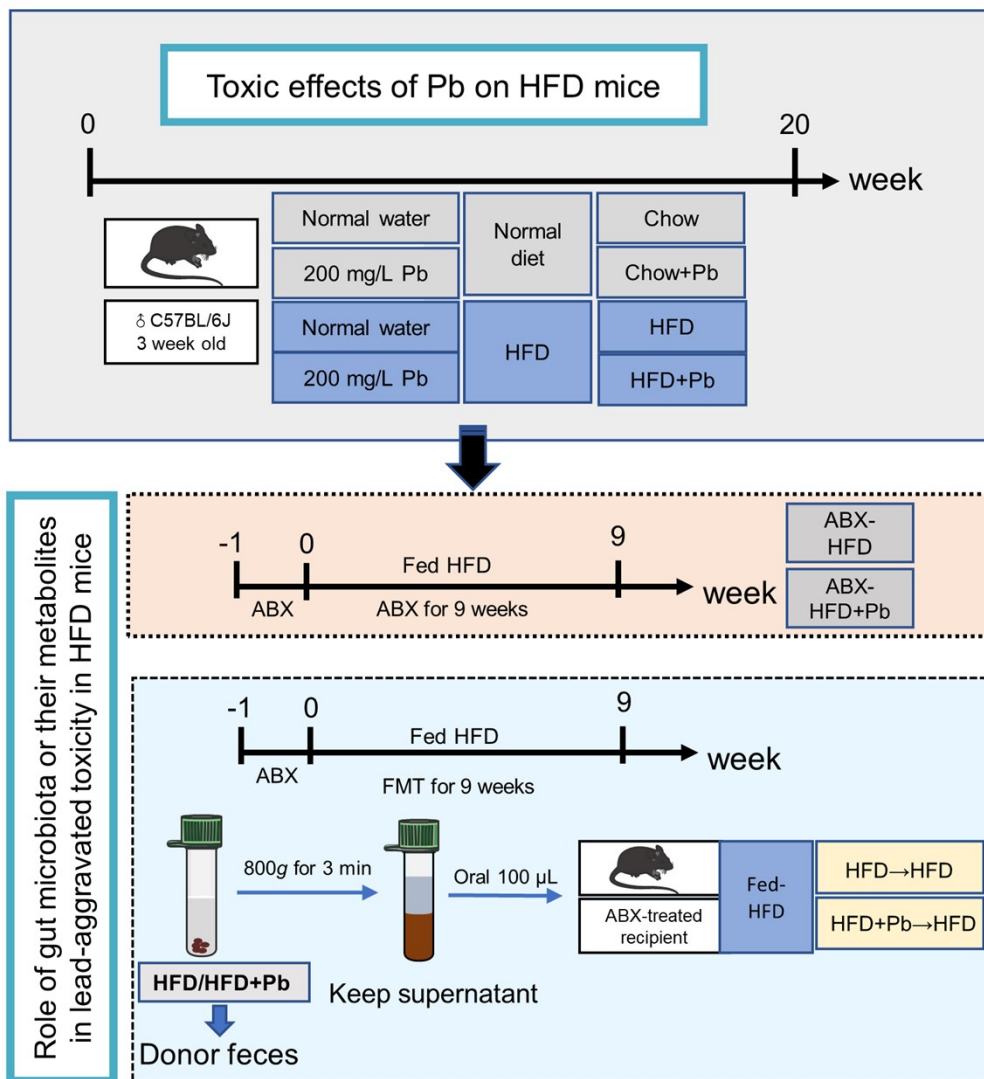 Toxic effects of Pb on HFD mice
0
20
week
♂ C57BL/6J
3 week old
Normal water
200 mg/L Pb
Normal water
200 mg/L Pb
Normal
diet
HFD
Chow
Chow+Pb
HFD
HFD+Pb
Role of gut microbiota or their metabolites
in lead-aggravated toxicity in HFD mice
-1
0
9
Fed HFD
week
ABX
ABX for 9 weeks
ABX-
HFD
ABX-
HFD+Pb
-1
0
9
Fed HFD
week
ABX
FMT for 9 weeks
800g for 3 min
Oral 100 µL
HFD/HFD+Pb
Donor feces
Keep supernatant
ABX-treated
recipient
Fed-
HFD
HFD→HFD
HFD+Pb→HFD